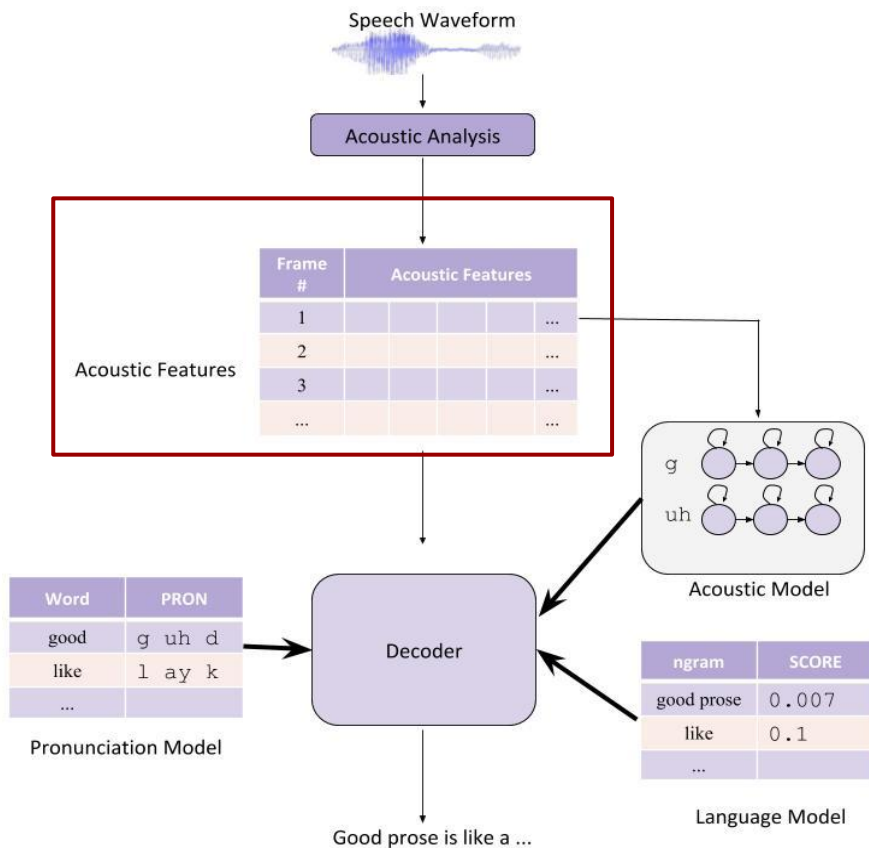 Speech Waveform
Acoustic Analysis
Frame # Acoustic Features
1 ...
2 ...
3 ...
... ...
Acoustic Features
g
uh
Acoustic Model
Word PRON
good g uh d
like l ay k
...
Pronunciation Model
Decoder
ngram SCORE
good prose 0.007
like 0.1
...
Language Model
Good prose is like a ...